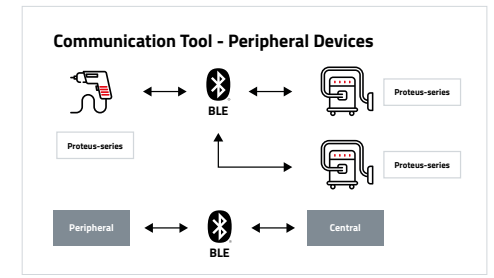 Communication Tool - Peripheral Devices
BLE
Proteus-series
Proteus-series
Proteus-series
Peripheral
BLE
Central